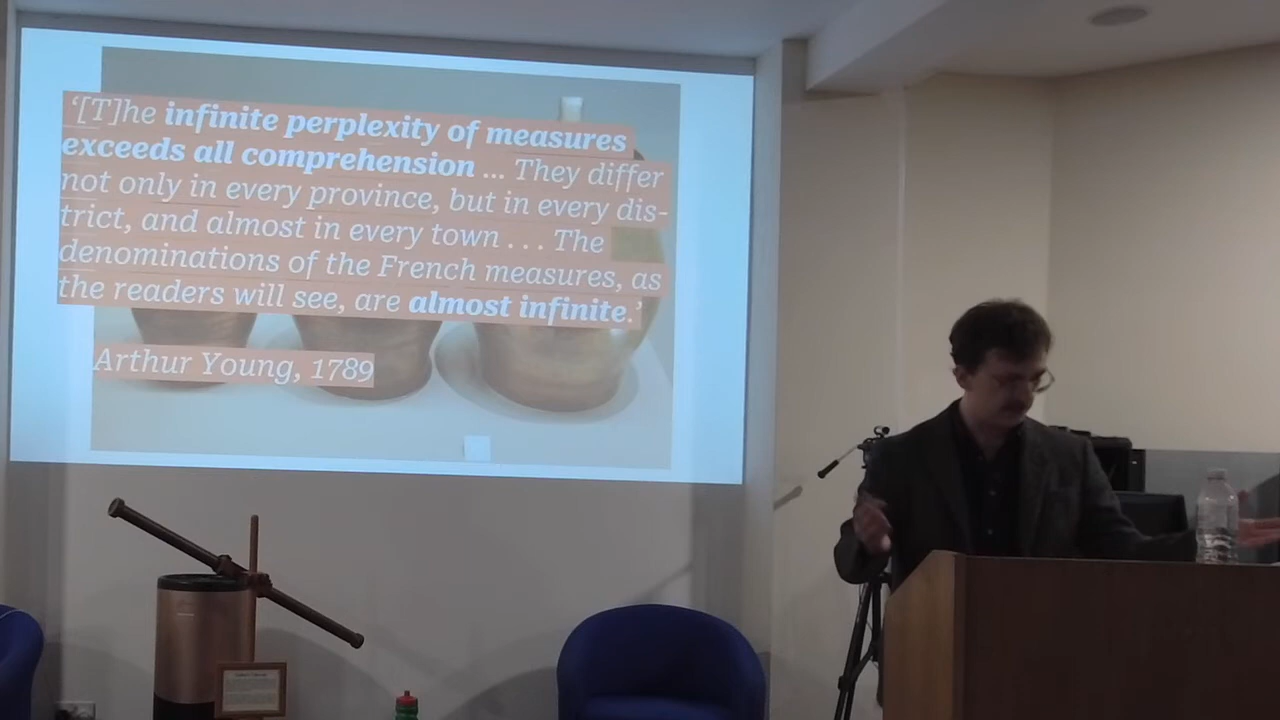 ‘[T]he infinite perplexity of measures
exceeds all comprehension ... They differ
not only in every province, but in every dis-
trict, and almost in every town . . . The
denominations of the French measures, as
the readers will see, are almost infinite.’
Arthur Young, 1789